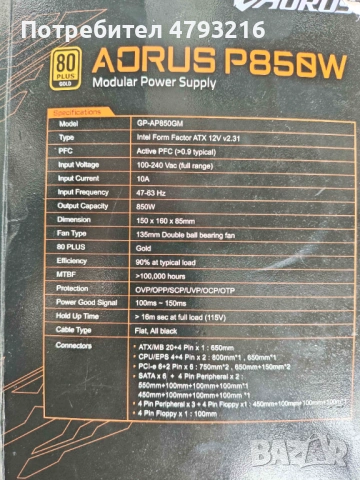 Потребител 4793216
AORUS
80
PLUS
GOLD
AORUS P850W
Modular Power Supply
Specifications
Model GP-AP850GM
Type Intel Form Factor ATX 12V v2.31
PFC Active PFC (>0.9 typical)
Input Voltage 100-240 Vac (full range)
Input Current 10A
Input Frequency 47-63 Hz
Output Capacity 850W
Dimension 150 x 160 x 85mm
Fan Type 135mm Double ball bearing fan
80 PLUS Gold
Efficiency 90% at typical load
MTBF >100,000 hours
Protection OVP/OPP/SCP/UVP/OCP/OTP
Power Good Signal 100ms ~ 150ms
Hold Up Time > 16m sec at full load (115V)
Cable Type Flat, All black
Connectors • ATX/MB 20+4 Pin x 1 : 650mm
• CPU/EPS 4+4 Pin x 2 : 800mm*1 , 650mm*1
• PCI-e 6+2 Pin x 6 : 750mm*2 , 650mm+150mm*2
• SATA x 6 + 4 Pin Peripheral x 2 :
550mm+100mm+100mm+100mm*1
450mm+100mm+100mm+100mm*1
• 4 Pin Peripheral x 3 + 4 Pin Floppy x1 : 450mm+100mm+100mm+100mm*1
• 4 Pin Floppy x 1 : 100mm
BAZAR